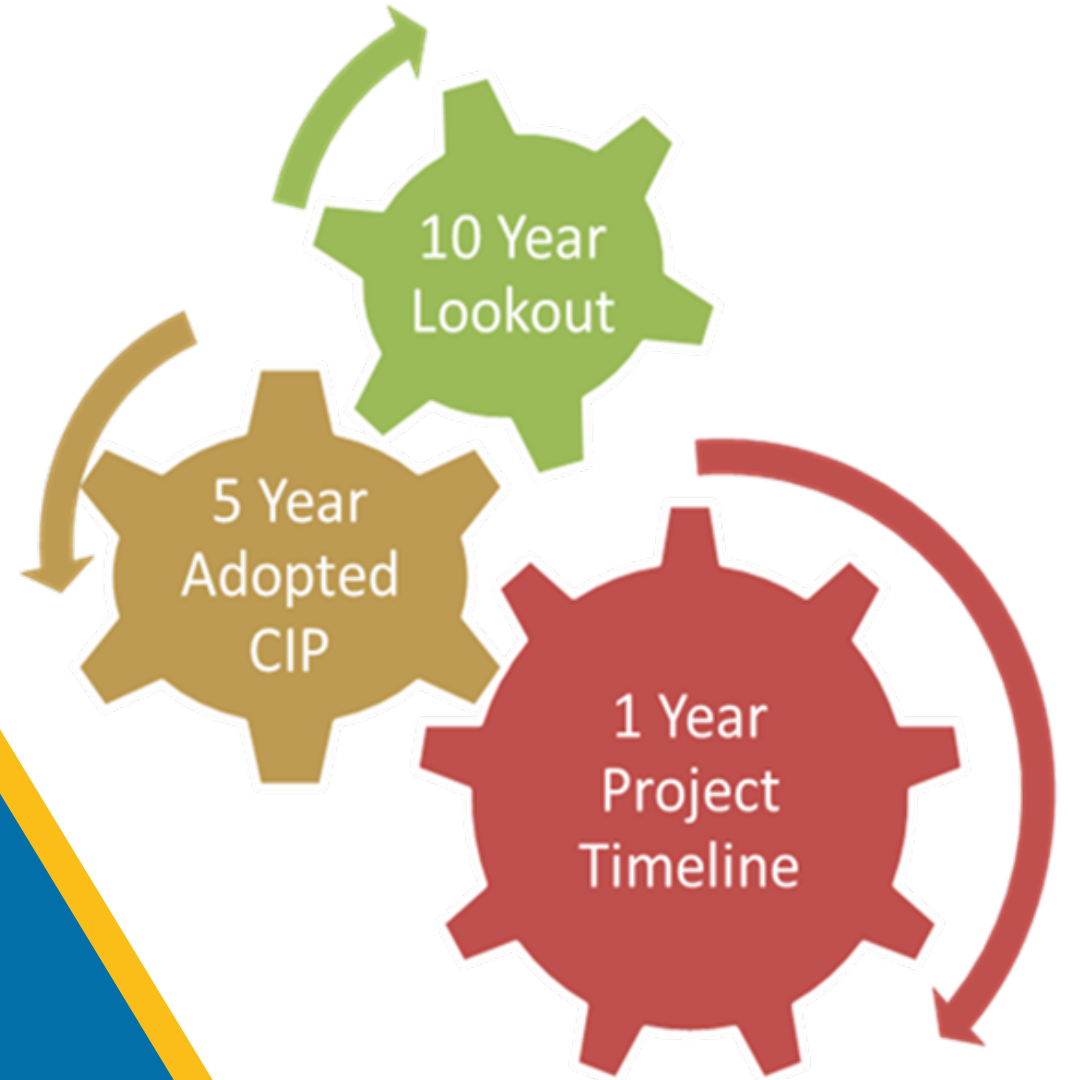 10 Year
Lookout
5 Year
Adopted
CIP
1 Year
Project
Timeline